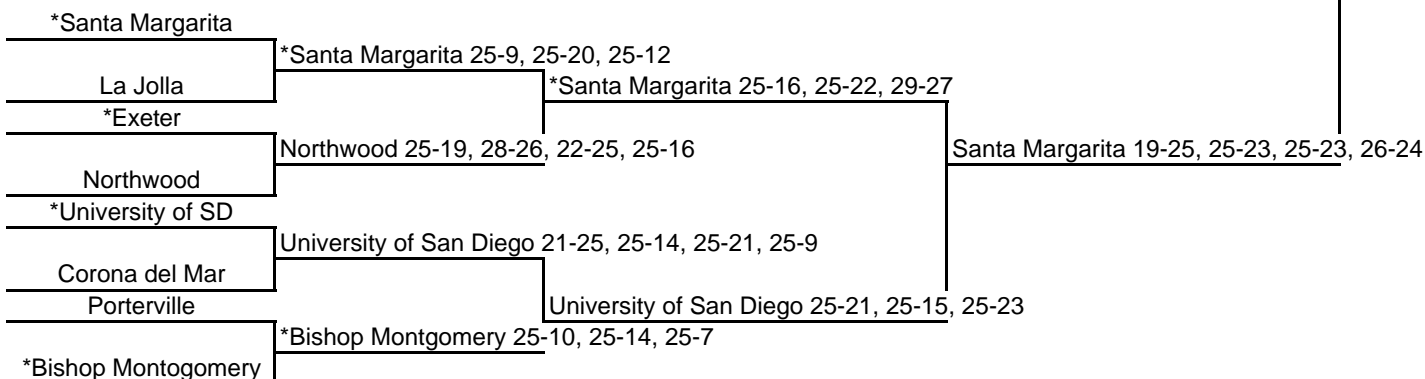 *Santa Margarita
*Santa Margarita 25-9, 25-20, 25-12
La Jolla
*Santa Margarita 25-16, 25-22, 29-27
*Exeter
Northwood 25-19, 28-26, 22-25, 25-16
Santa Margarita 19-25, 25-23, 25-23, 26-24
Northwood
*University of SD
University of San Diego 21-25, 25-14, 25-21, 25-9
Corona del Mar
Porterville
University of San Diego 25-21, 25-15, 25-23
*Bishop Montgomery 25-10, 25-14, 25-7
*Bishop Montogomery